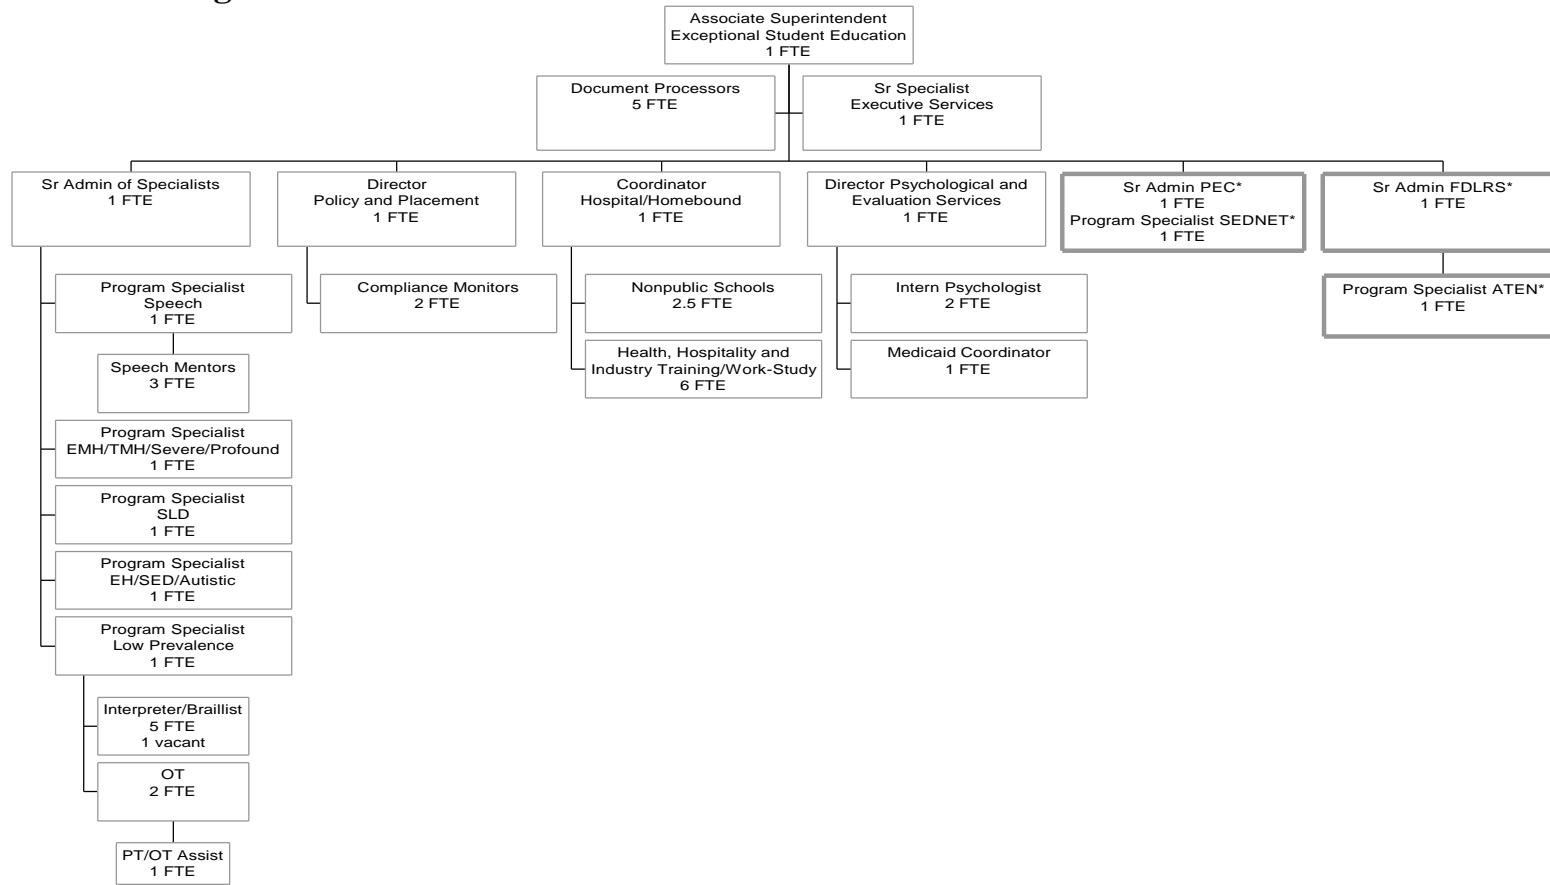 Associate Superintendent
Exceptional Student Education
1 FTE
Document Processors
5 FTE
Sr Specialist
Executive Services
1 FTE
Sr Admin of Specialists
1 FTE
Director
Policy and Placement
1 FTE
Coordinator
Hospital/Homebound
1 FTE
Director Psychological and
Evaluation Services
1 FTE
Sr Admin PEC*
1 FTE
Program Specialist SEDNET*
1 FTE
Sr Admin FDLRS*
1 FTE
Program Specialist
Speech
1 FTE
Speech Mentors
3 FTE
Program Specialist
EMH/TMH/Severe/Profound
1 FTE
Program Specialist
SLD
1 FTE
Program Specialist
EH/SED/Autistic
1 FTE
Program Specialist
Low Prevalence
1 FTE
Interpreter/Braillist
5 FTE
1 vacant
OT
2 FTE
PT/OT Assist
1 FTE
Compliance Monitors
2 FTE
Nonpublic Schools
2.5 FTE
Health, Hospitality and
Industry Training/Work-Study
6 FTE
Intern Psychologist
2 FTE
Medicaid Coordinator
1 FTE
Program Specialist ATEN*
1 FTE